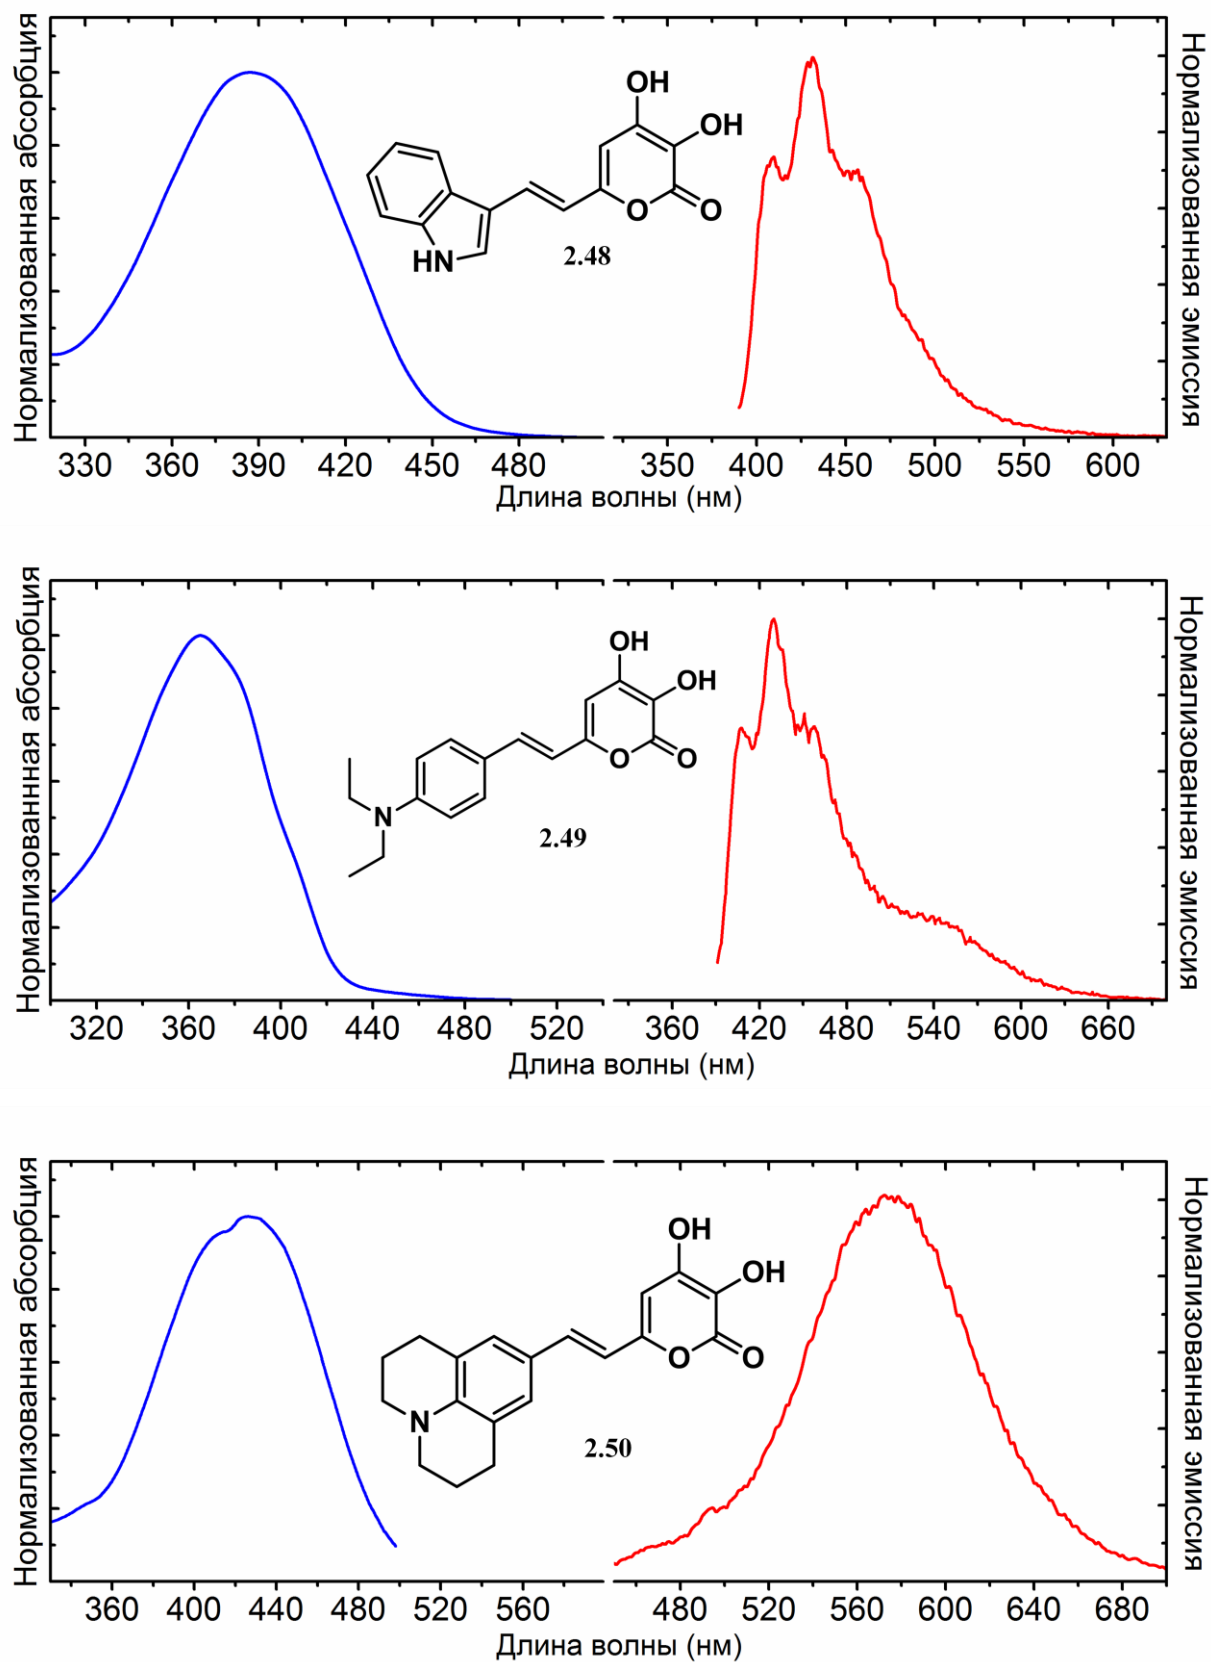 Нормализованная абсорбция
OH
OH
O
O
HN
2.48
Нормализованная эмиссия
330 360 390 420 450 480 350 400 450 500 550 600
Длина волны (нм)
Нормализованная абсорбция
OH
OH
O
O
N
2.49
Нормализованная эмиссия
320 360 400 440 480 520 360 420 480 540 600 660
Длина волны (нм)
Нормализованная абсорбция
OH
OH
O
O
N
2.50
Нормализованная эмиссия
360 400 440 480 520 560 480 520 560 600 640 680
Длина волны (нм)